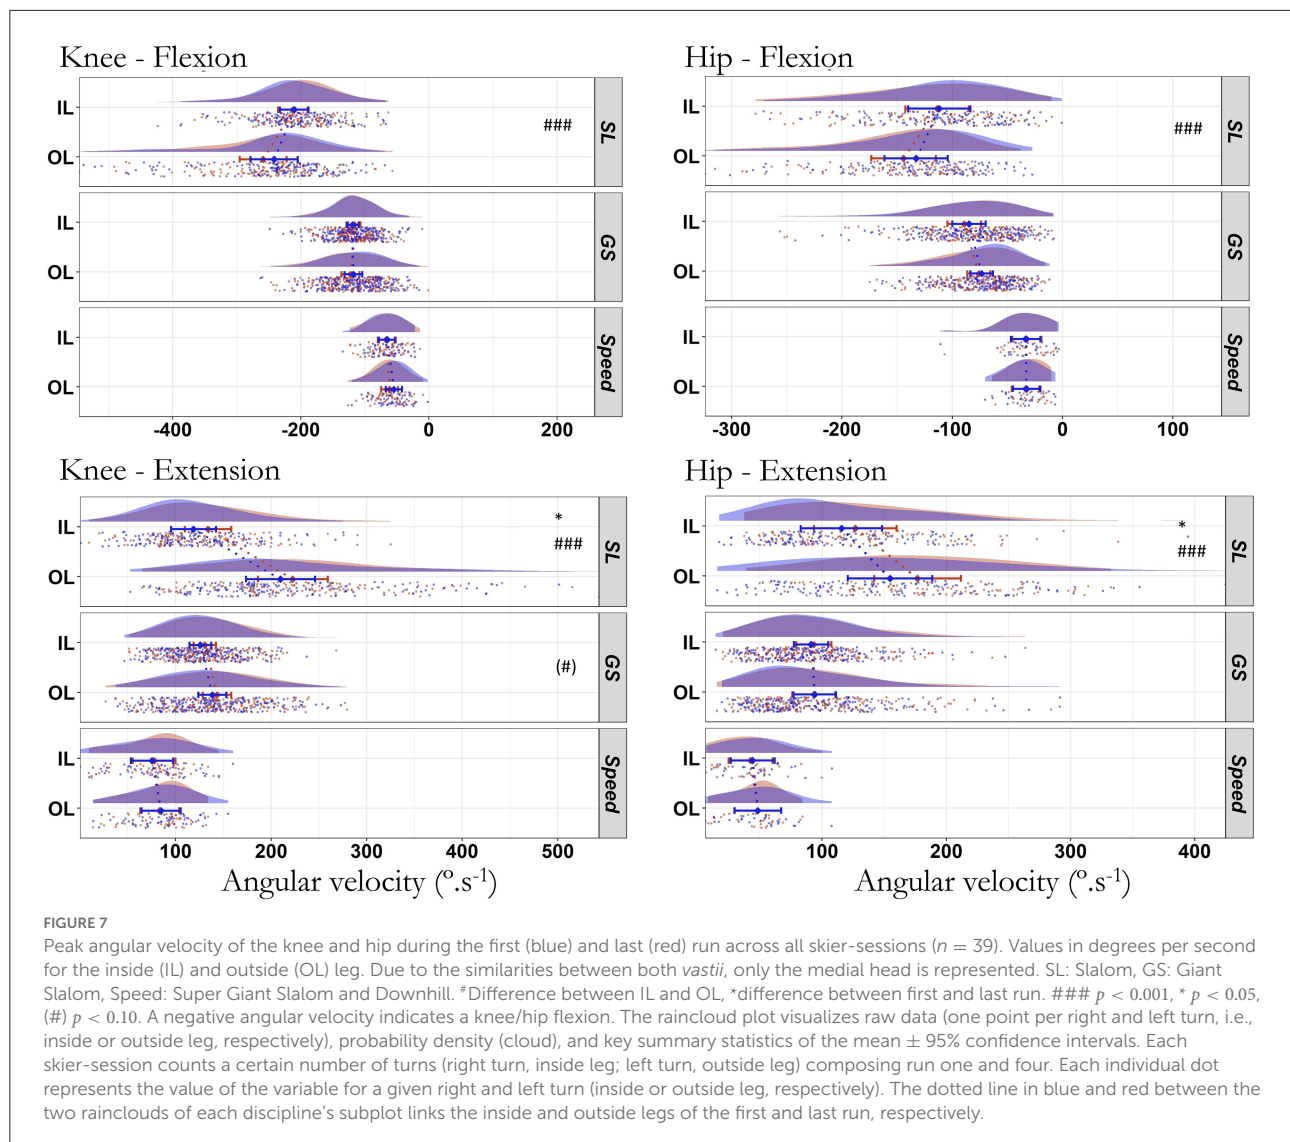 Knee - Flexion
IL
OL
###
SL
IL
OL
GS
IL
OL
Speed
-400 -200 0 200
Hip - Flexion
IL
OL
###
SL
IL
OL
GS
IL
OL
Speed
-300 -200 -100 0 100
Knee - Extension
IL
OL
*
###
SL
IL
OL
(#)
GS
IL
OL
Speed
100 200 300 400 500
Angular velocity (º.s-1)
Hip - Extension
IL
OL
*
###
SL
IL
OL
GS
IL
OL
Speed
100 200 300 400
Angular velocity (º.s-1)
FIGURE 7
Peak angular velocity of the knee and hip during the first (blue) and last (red) run across all skier-sessions (n = 39). Values in degrees per second
for the inside (IL) and outside (OL) leg. Due to the similarities between both vastii, only the medial head is represented. SL: Slalom, GS: Giant
Slalom, Speed: Super Giant Slalom and Downhill. #Difference between IL and OL, *difference between first and last run. ### p < 0.001, * p < 0.05,
(#) p < 0.10. A negative angular velocity indicates a knee/hip flexion. The raincloud plot visualizes raw data (one point per right and left turn, i.e.,
inside or outside leg, respectively), probability density (cloud), and key summary statistics of the mean ± 95% confidence intervals. Each
skier-session counts a certain number of turns (right turn, inside leg; left turn, outside leg) composing run one and four. Each individual dot
represents the value of the variable for a given right and left turn (inside or outside leg, respectively). The dotted line in blue and red between the
two rainclouds of each discipline's subplot links the inside and outside legs of the first and last run, respectively.